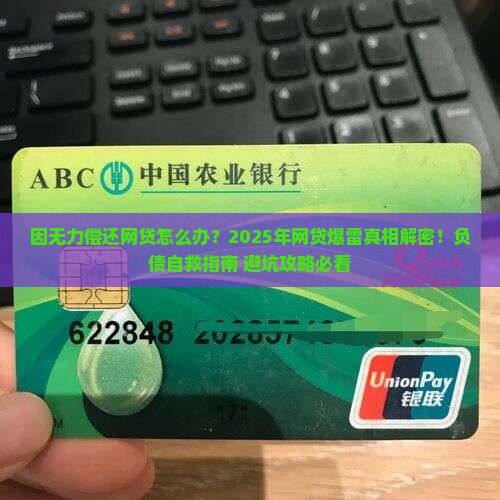 ABC 中国农业银行
因无力偿还网贷怎么办？2025年网贷爆雷真相解密！负
债自救指南 避坑攻略必看
622848
171
UnionPay
银联